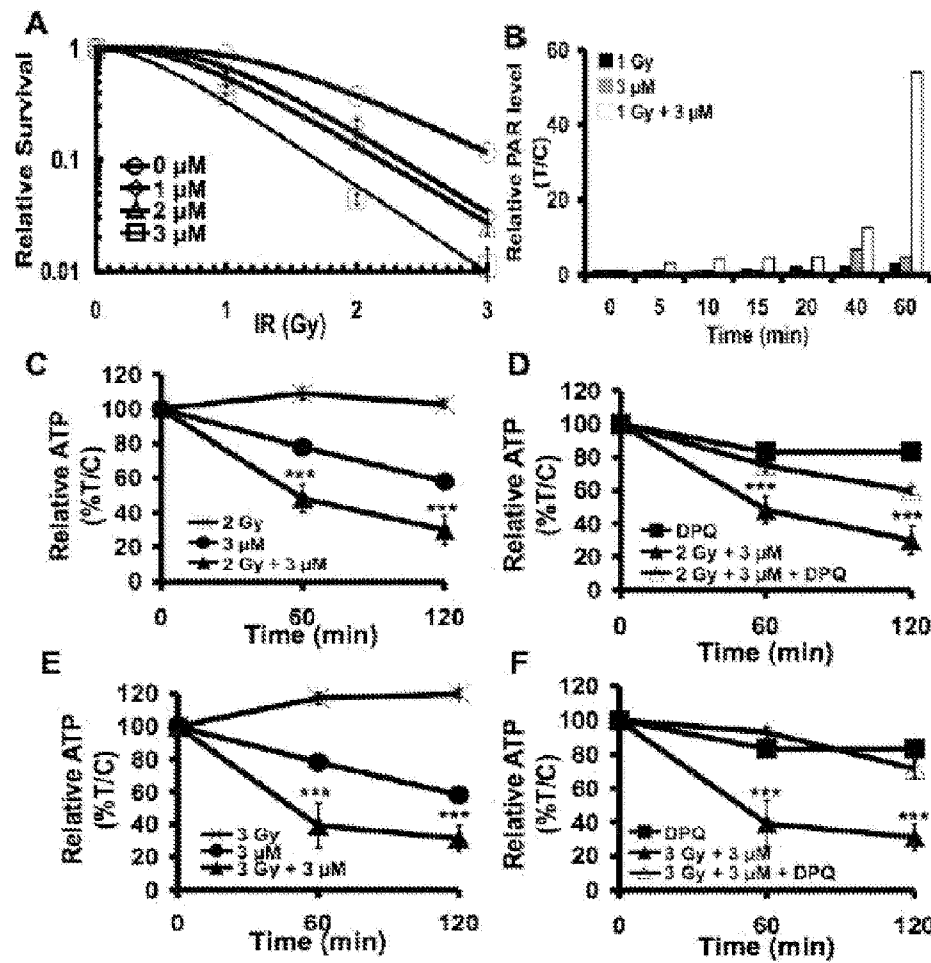 A
Relative Survival
1
0.1
0.01
0 µM
1 µM
2 µM
3 µM
0 1 2 3
IR (Gy)
B
Relative PAR level
(T/C)
60
40
20
0
1 Gy
3 µM
1 Gy + 3 µM
0 5 10 15 20 40 60
Time (min)
C
Relative ATP
(%T/C)
120
100
80
60
40
20
0
***
***
2 Gy
3 µM
2 Gy + 3 µM
0 60 120
Time (min)
D
Relative ATP
(%T/C)
120
100
80
60
40
20
0
***
***
DPQ
2 Gy + 3 µM
2 Gy + 3 µM + DPQ
0 60 120
Time (min)
E
Relative ATP
(%T/C)
120
100
80
60
40
20
0
***
***
3 Gy
3 µM
3 Gy + 3 µM
0 60 120
Time (min)
F
Relative ATP
(%T/C)
120
100
80
60
40
20
0
***
***
DPQ
3 Gy + 3 µM
3 Gy + 3 µM + DPQ
0 60 120
Time (min)